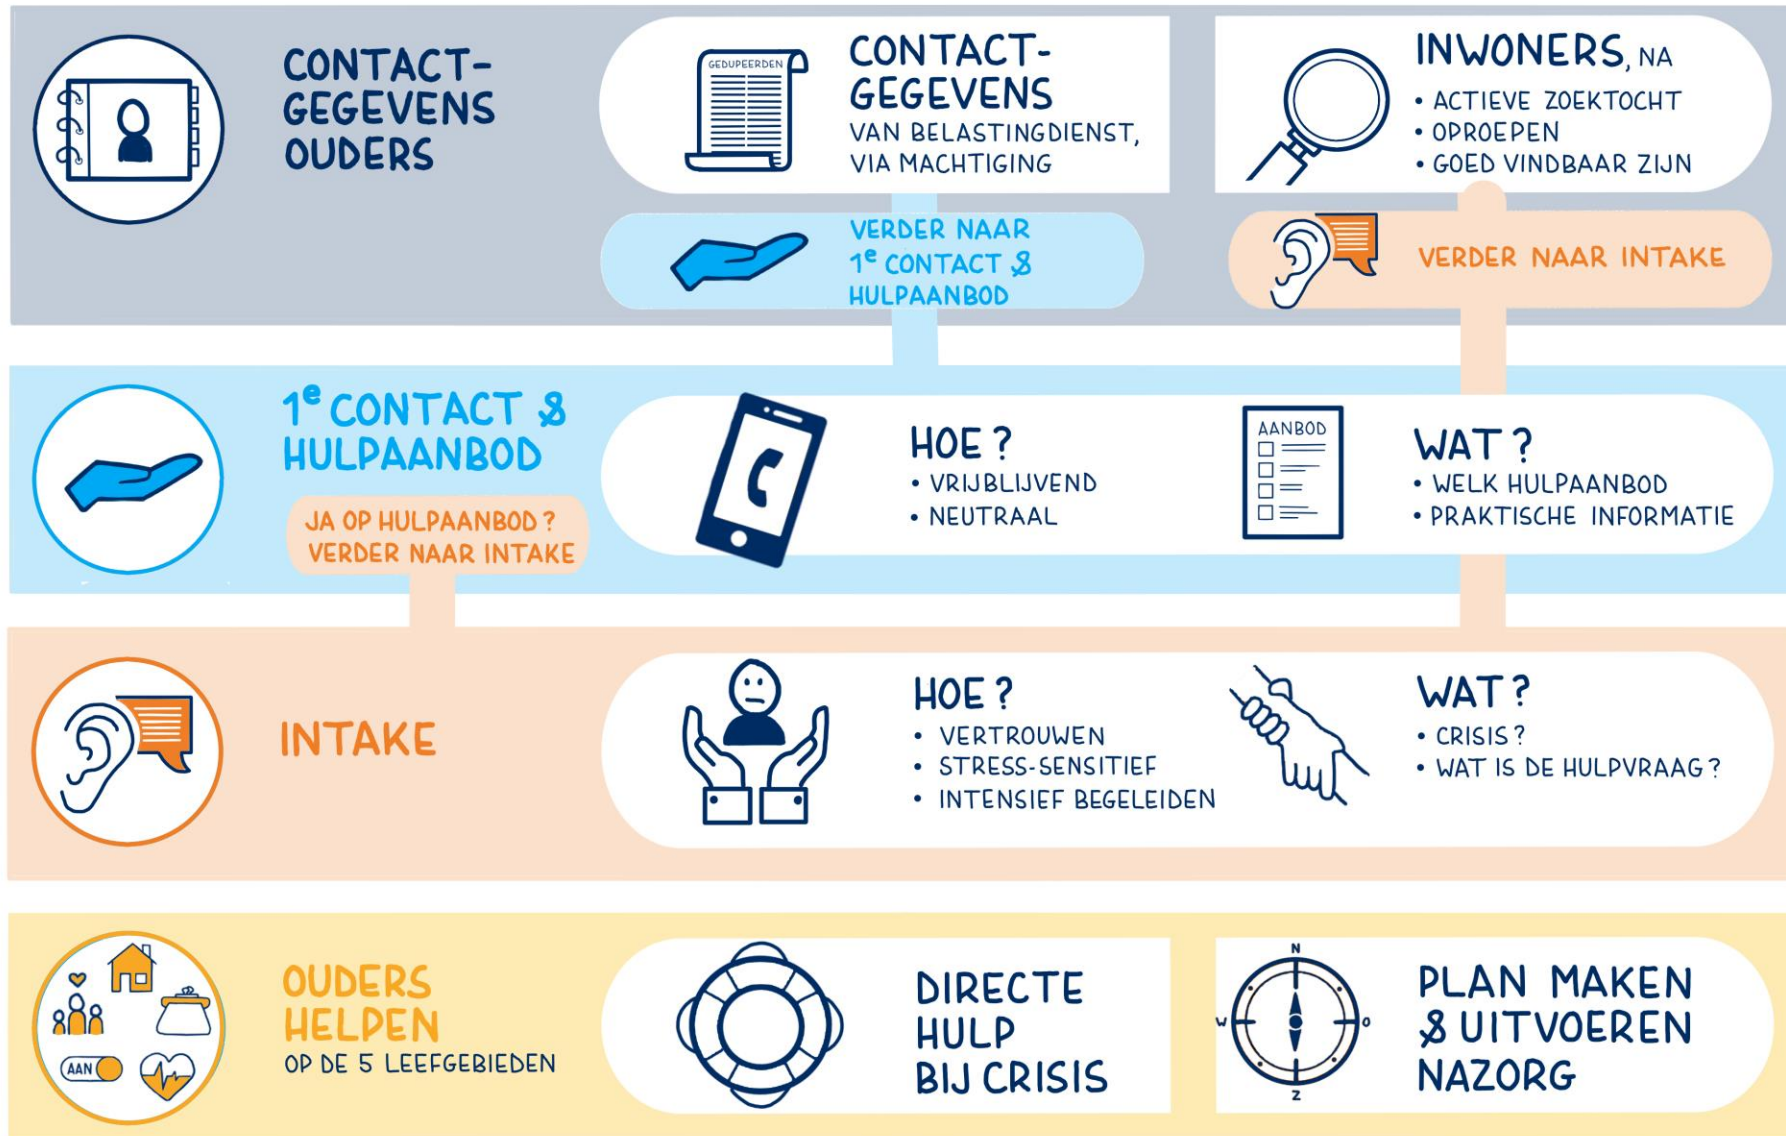 CONTACT-
GEGEVENS
OUDERS
GEDUPEERDEN
CONTACT-
GEGEVENS
VAN BELASTINGDIENST,
VIA MACHTIGING
INWONERS, NA
• ACTIEVE ZOEKTOCHT
• OPROEPEN
• GOED VINDBAAR ZIJN
VERDER NAAR
1e CONTACT &
HULPAANBOD
VERDER NAAR INTAKE
1e CONTACT &
HULPAANBOD
JA OP HULPAANBOD?
VERDER NAAR INTAKE
HOE?
• VRIJBLIJVEND
• NEUTRAAL
AANBOD
WAT?
• WELK HULPAANBOD
• PRAKTISCHE INFORMATIE
INTAKE
HOE?
• VERTROUWEN
• STRESS-SENSITIEF
• INTENSIEF BEGELEIDEN
WAT?
• CRISIS?
• WAT IS DE HULPVRAAG?
AAN
OUDERS
HELPEN
OP DE 5 LEEFGEBIEDEN
DIRECTE
HULP
BIJ CRISIS
N
W
O
Z
PLAN MAKEN
& UITVOEREN
NAZORG